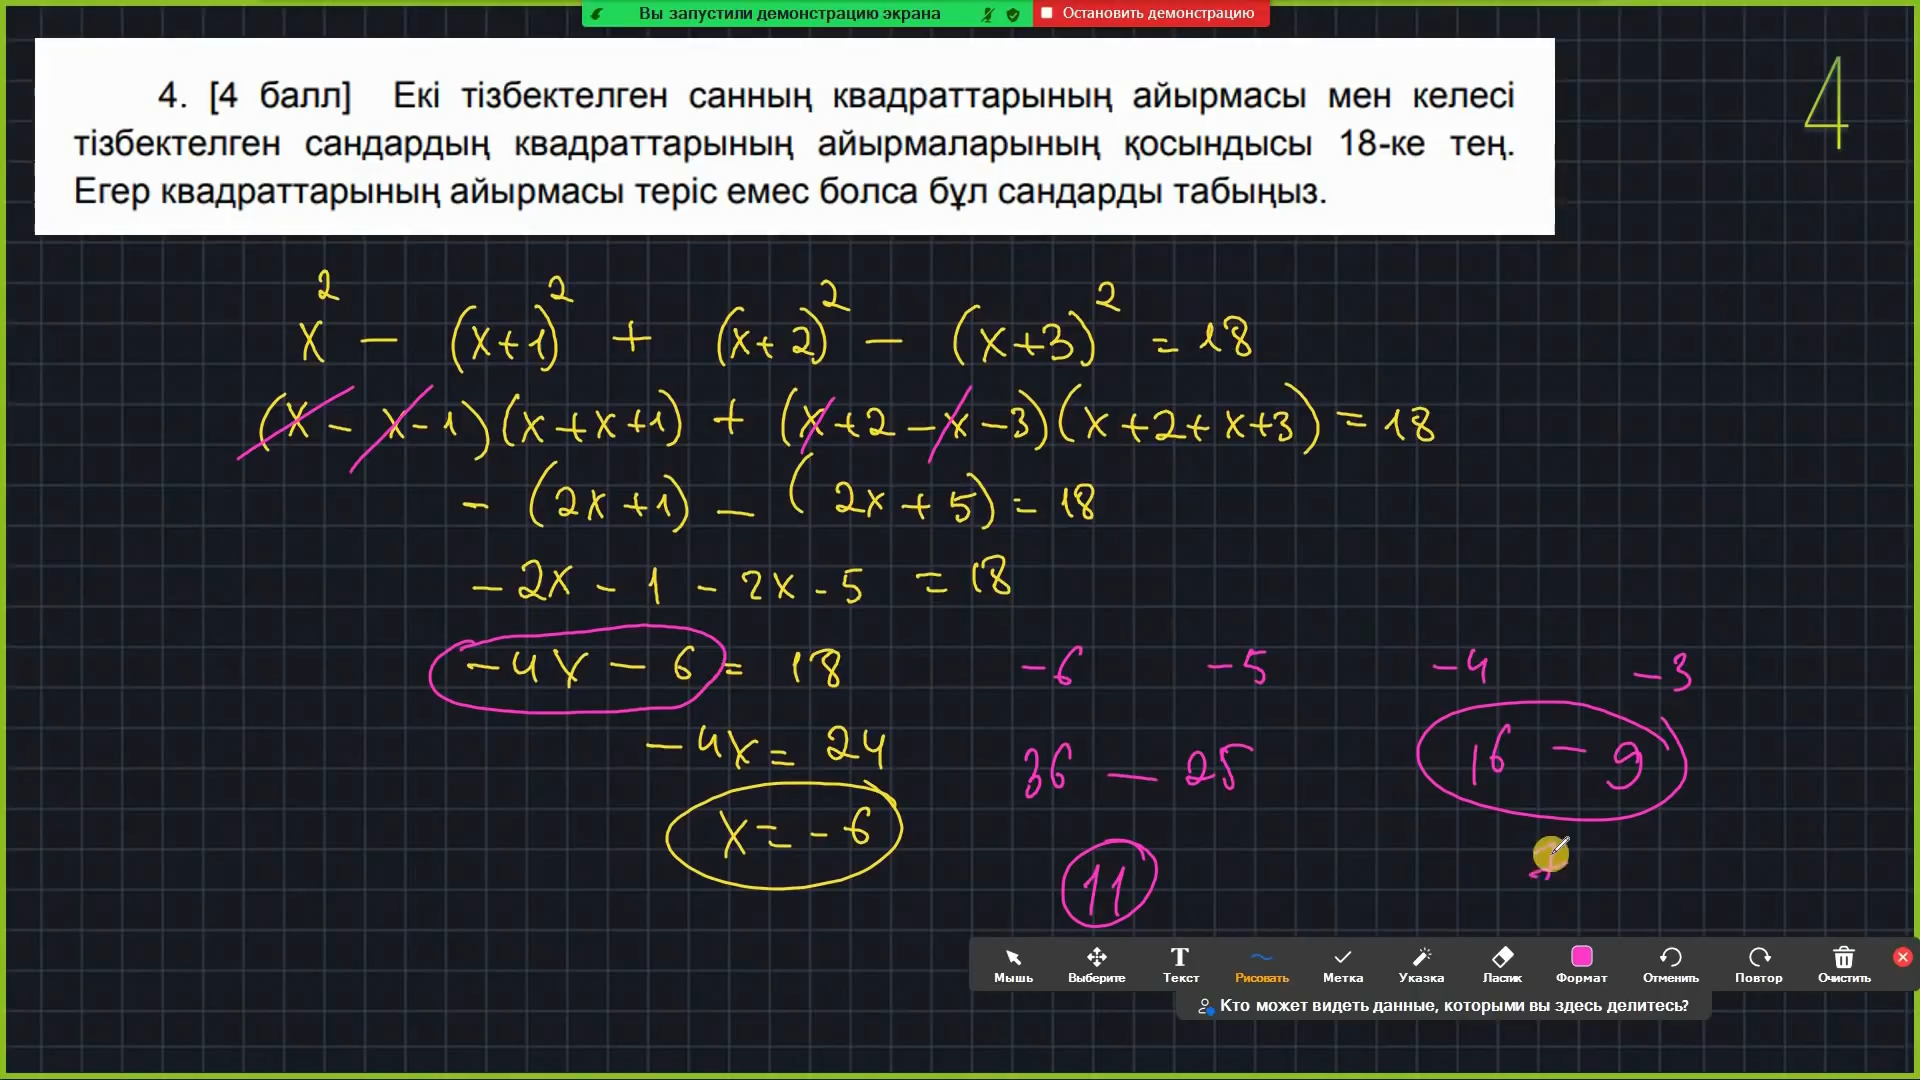 Вы запустили демонстрацию экрана Остановить демонстрацию
4. [4 балл] Екі тізбектелген санның квадраттарының айырмасы мен келесі
тізбектелген сандардың квадраттарының айырмаларының қосындысы 18-ке тең.
Егер квадраттарының айырмасы теріс емес болса бұл сандарды табыңыз.
4
x² - (x+1)² + (x+2)² - (x+3)² = 18
(x - x - 1)(x + x + 1) + (x + 2 - x - 3)(x + 2 + x + 3) = 18
- (2x + 1) - (2x + 5) = 18
- 2x - 1 - 2x - 5 = 18
- 4x - 6 = 18
-6 -5 -4 -3
- 4x = 24
36 - 25 16 - 9
x = - 6
11
Мышь Выберите Текст Рисовать Метка Указка Ластик Формат Отменить Повтор Очистить
Кто может видеть данные, которыми вы здесь делитесь?